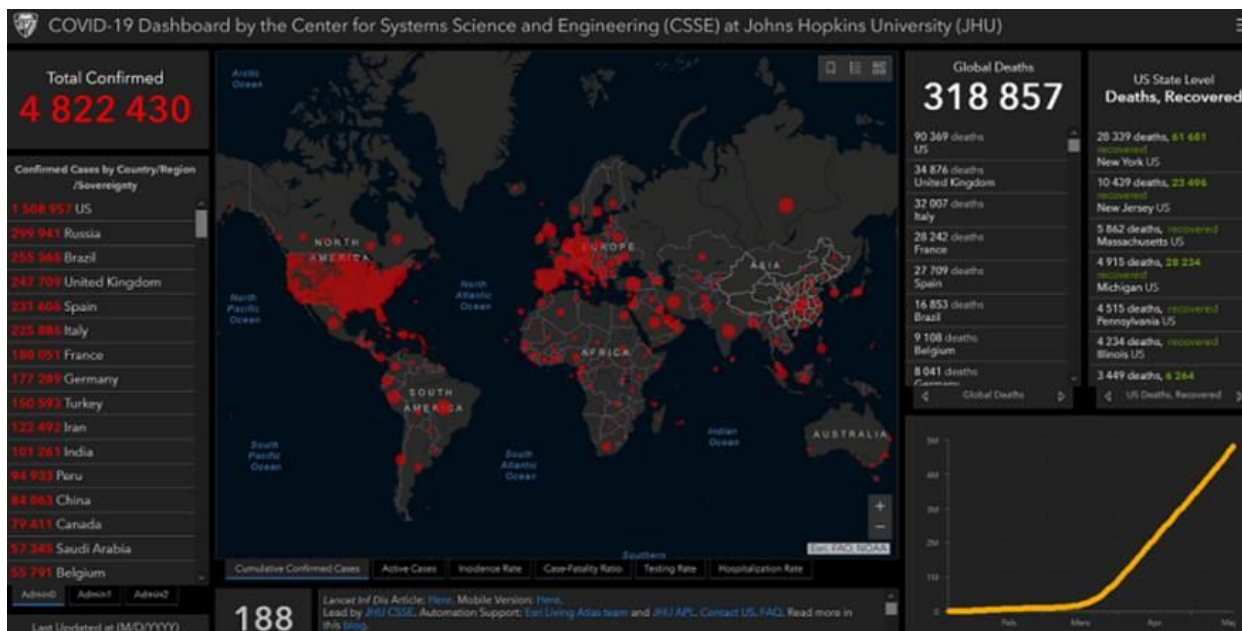 COVID-19 Dashboard by the Center for Systems Science and Engineering (CSSE) at Johns Hopkins University (JHU)
Total Confirmed
4 822 430
Confirmed Cases by Country/Region
/Sovereignty
1 508 957 US
299 941 Russia
255 368 Brazil
247 709 United Kingdom
231 606 Spain
225 886 Italy
180 051 France
177 289 Germany
150 593 Turkey
122 492 Iran
101 261 India
94 933 Peru
84 063 China
79 411 Canada
57 345 Saudi Arabia
55 791 Belgium
Admin0 Admin1 Admin2
Last Updated at (M/D/YYYY)
Arctic
Ocean
NORTH
AMERICA
EUROPE
ASIA
North
Pacific
Ocean
North
Atlantic
Ocean
AFRICA
SOUTH
AMERICA
Indian
Ocean
AUSTRALIA
South
Pacific
Ocean
South
Atlantic
Ocean
Southern
+
−
Esri, FAO, NOAA
Cumulative Confirmed Cases Active Cases Incidence Rate Case-Fatality Ratio Testing Rate Hospitalization Rate
188
Lancet Inf Dis Article: Here. Mobile Version: Here.
Lead by JHU CSSE. Automation Support: Esri Living Atlas team and JHU APL. Contact US. FAQ. Read more in
this blog.
Global Deaths
318 857
90 369 deaths
US
34 876 deaths
United Kingdom
32 007 deaths
Italy
28 242 deaths
France
27 709 deaths
Spain
16 853 deaths
Brazil
9 108 deaths
Belgium
8 041 deaths
Germany
Global Deaths
US State Level
Deaths, Recovered
28 339 deaths, 61 681
recovered
New York US
10 439 deaths, 23 496
recovered
New Jersey US
5 862 deaths, recovered
Massachusetts US
4 915 deaths, 28 234
recovered
Michigan US
4 515 deaths, recovered
Pennsylvania US
4 234 deaths, recovered
Illinois US
3 449 deaths, 6 264
US Deaths, Recovered
5M
4M
3M
2M
1M
0
Feb. Mars Apr. Maj